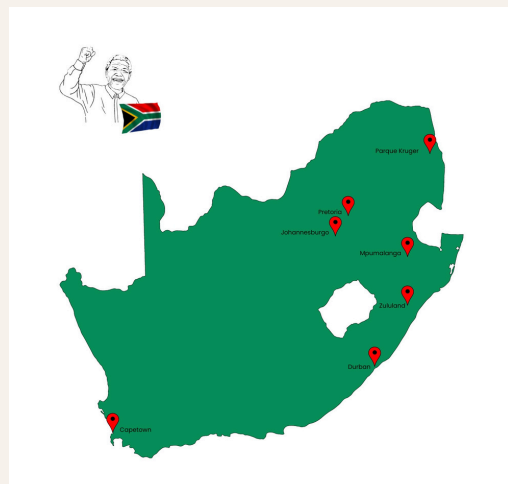 Parque Kruger
Pretoria
Johannesburgo
Mpumalanga
Zululand
Durban
Capetown